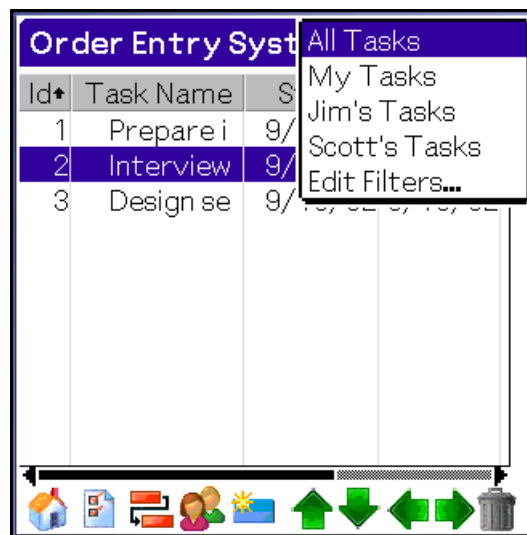 Order Entry Syst
All Tasks
My Tasks
Jim's Tasks
Scott's Tasks
Edit Filters...
Id Task Name S
1 Prepare i 9/
2 Interview 9/
3 Design se 9/